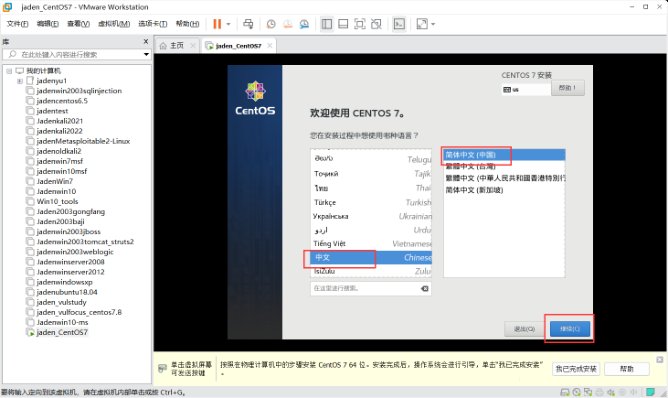 jaden_CentOS7 - VMware Workstation
文件(F) 编辑(E) 查看(V) 虚拟机(M) 选项卡(T) 帮助(H)
库
在此处键入内容进行搜索
主页
jaden_CentOS7
我的计算机
jadenyu1
jadenwin2003sqlinjection
jadencentos6.5
jadentest
Jadenkali2021
jadenkali2022
jadenMetasploitable2-Linux
jadenoldkali2
jadenwin7msf
jadenwin10msf
JadenWin7
Jadenwin10
Win10_tools
Jaden2003gongfang
Jaden2003baji
jadenwin2003jboss
Jadenwin2003tomcat_struts2
jadenwin2003weblogic
Jadenwinserver2008
Jadenwinserver2012
jadenwindowsxp
jadenubuntu18.04
jaden_vulstudy
jaden_vulfocus_centos7.8
Jadenwin10-ms
jaden_CentOS7
CentOS
CENTOS 7 安装
us
帮助！
欢迎使用 CENTOS 7。
您在安装过程中想使用哪种语言？
తెలుగు Telugu
Тоҷикӣ Tajik
ไทย Thai
Türkçe Turkish
Українська Ukrainian
اردو Urdu
Tiếng Việt Vietnamese
中文 Chinese
IsiZulu Zulu
简体中文 (中国)
繁體中文 (台灣)
繁體中文 (中華人民共和國香港特別行
简体中文 (新加坡)
在这里进行搜索。
退出(Q)
继续(C)
单击虚拟屏幕
可发送按键
按照在物理计算机中的步骤安装 CentOS 7 64 位。安装完成后，操作系统会进行引导，单击“我已完成安装”
。
我已完成安装
帮助
要将输入定向到该虚拟机，请在虚拟机内部单击或按 Ctrl+G。